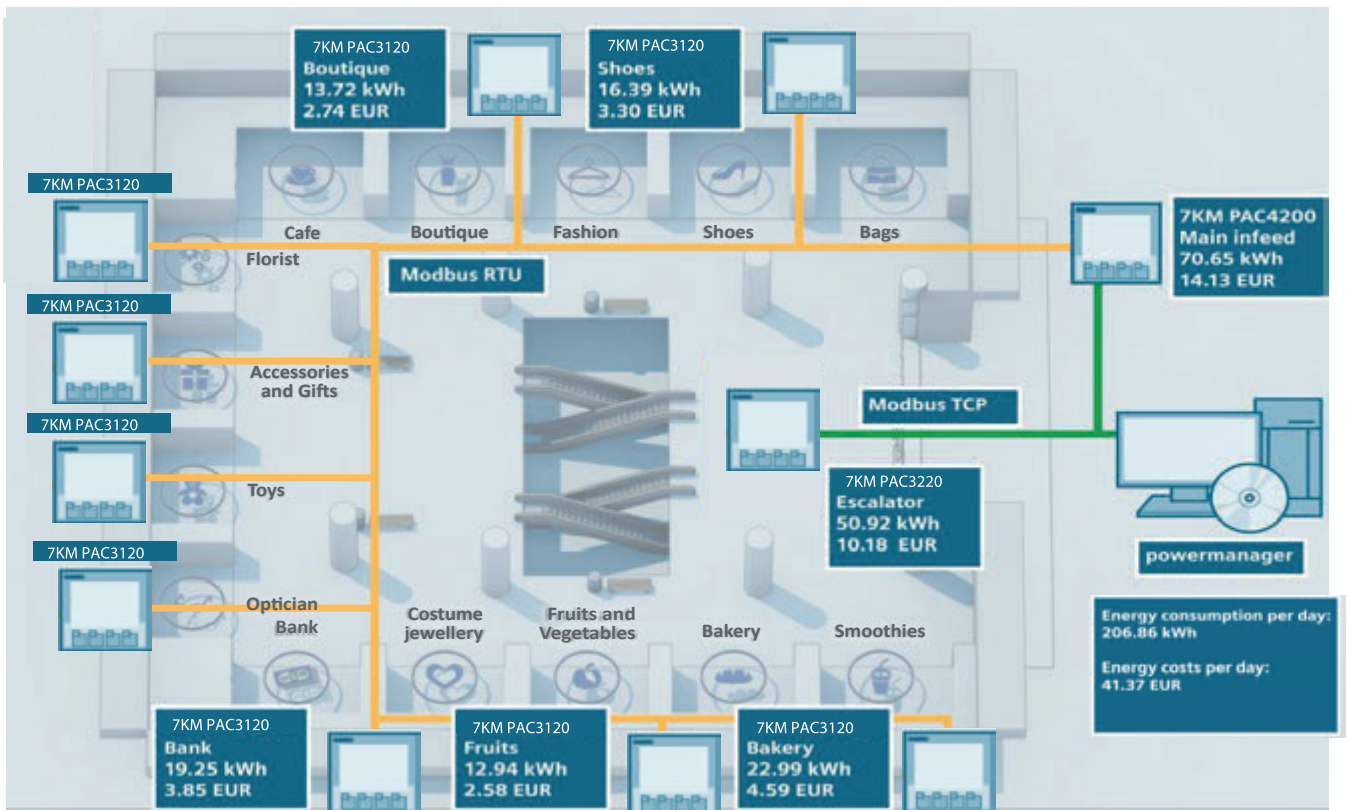 7KM PAC3120
Boutique
13.72 kWh
2.74 EUR
7KM PAC3120
Shoes
16.39 kWh
3.30 EUR
7KM PAC3120
7KM PAC4200
Main infeed
70.65 kWh
14.13 EUR
Cafe
Boutique
Fashion
Shoes
Bags
Florist
Modbus RTU
7KM PAC3120
Accessories
and Gifts
Modbus TCP
7KM PAC3120
Toys
7KM PAC3220
Escalator
50.92 kWh
10.18 EUR
7KM PAC3120
powermanager
Optician
Bank
Costume
jewellery
Fruits and
Vegetables
Bakery
Smoothies
Energy consumption per day:
206.86 kWh
Energy costs per day:
41.37 EUR
7KM PAC3120
Bank
19.25 kWh
3.85 EUR
7KM PAC3120
Fruits
12.94 kWh
2.58 EUR
7KM PAC3120
Bakery
22.99 kWh
4.59 EUR